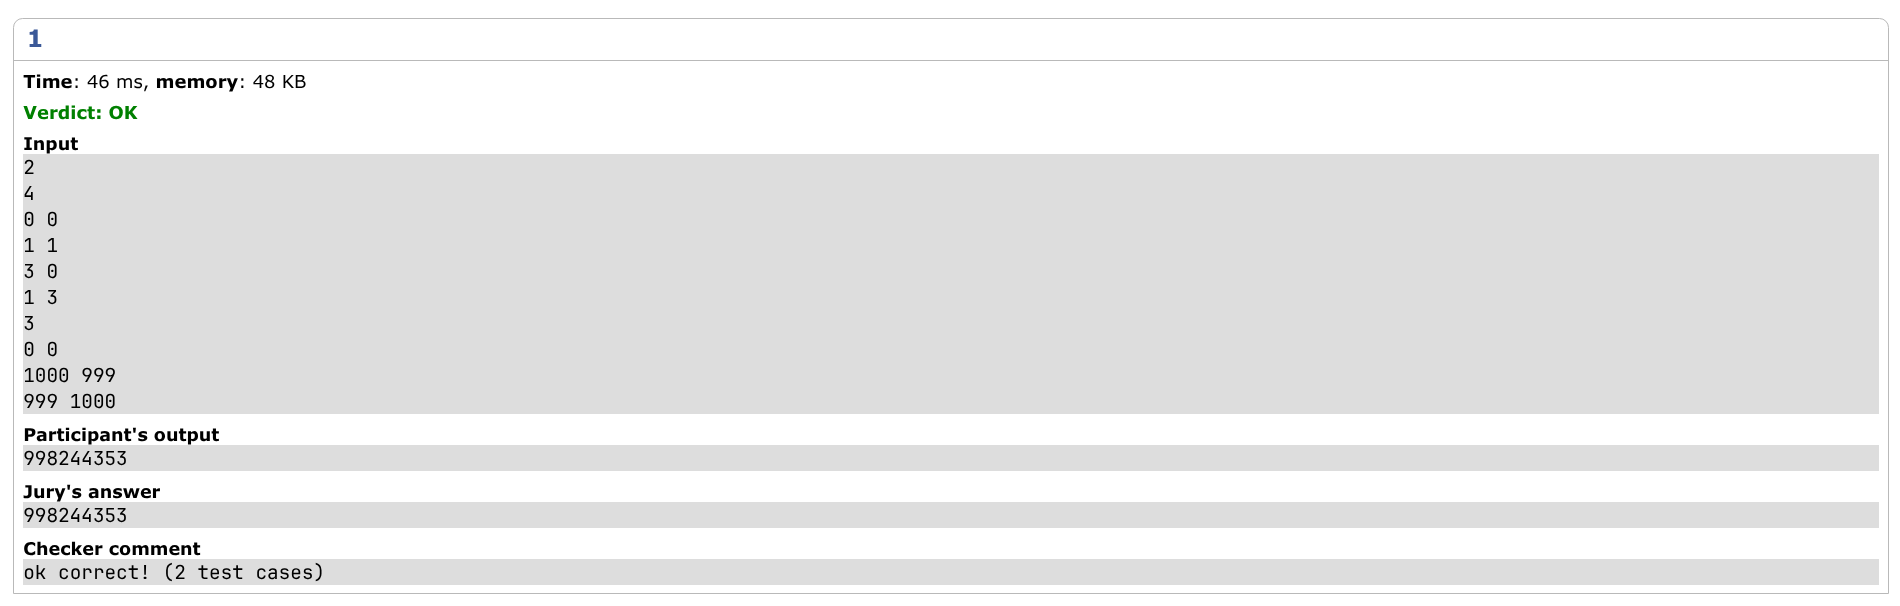 1
Time: 46 ms, memory: 48 KB
Verdict: OK
Input
2
4
0 0
1 1
3 0
1 3
3
0 0
1000 999
999 1000
Participant's output
998244353
Jury's answer
998244353
Checker comment
ok correct! (2 test cases)